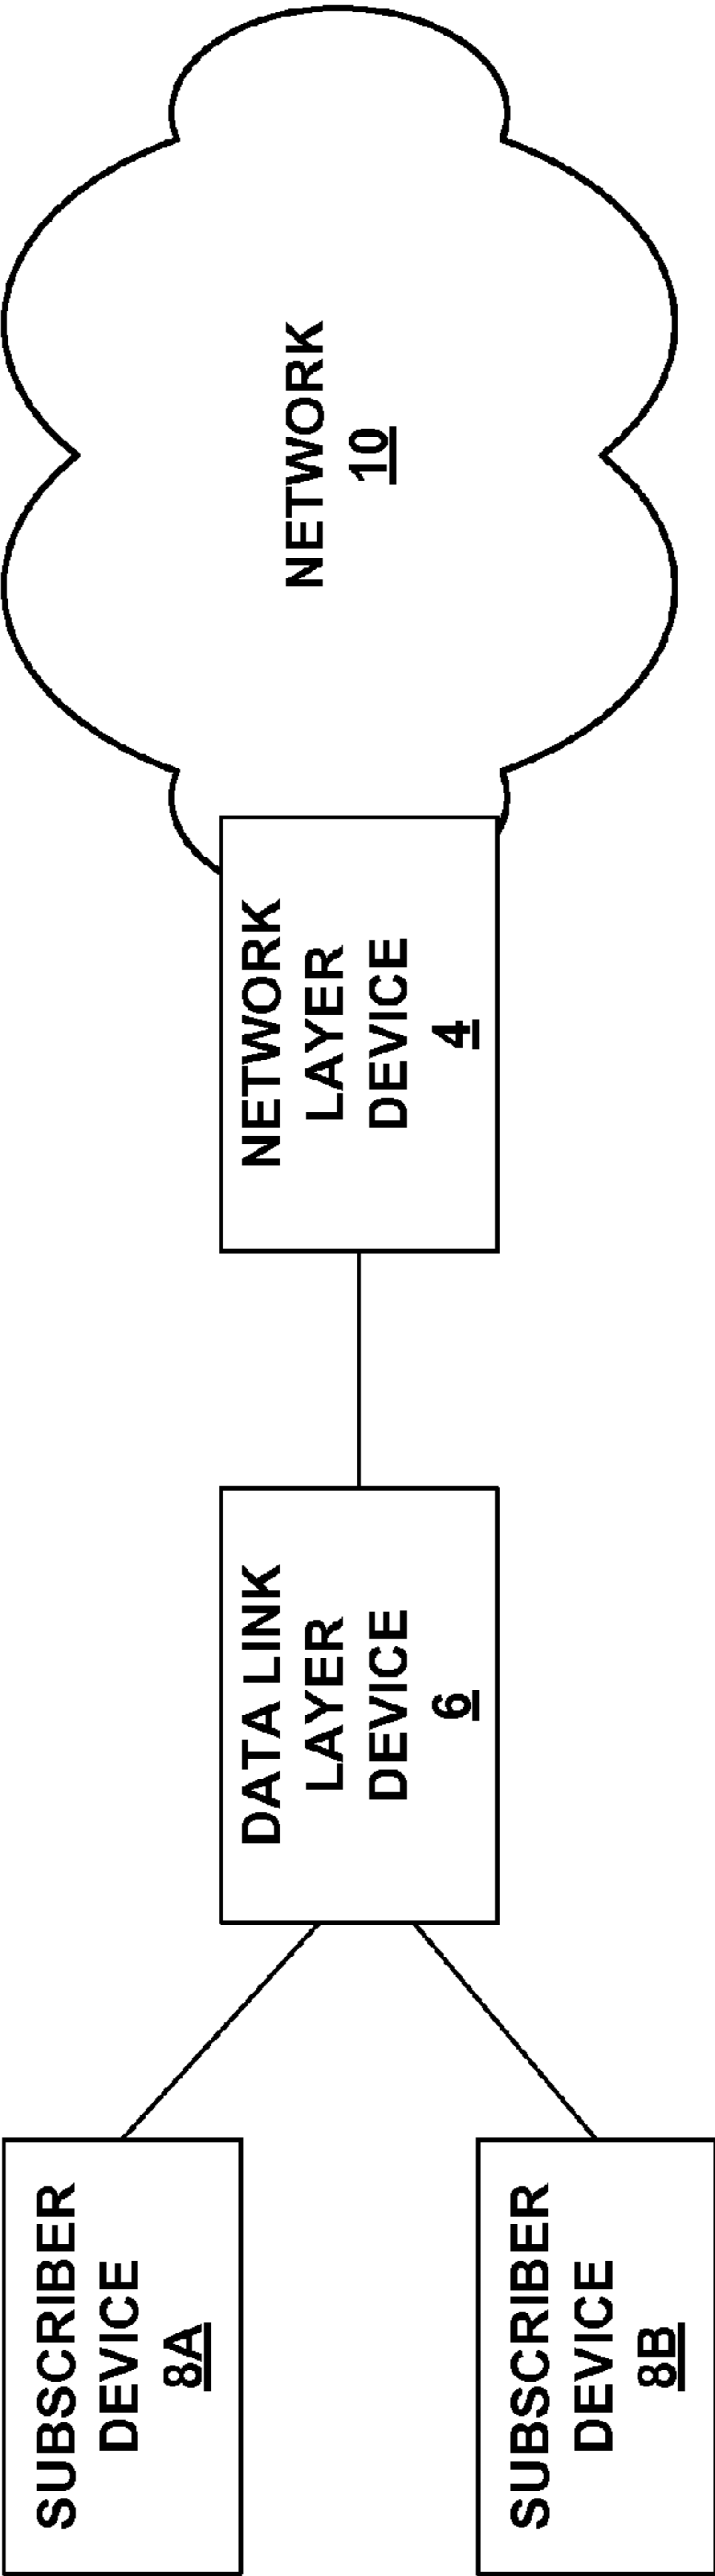 SUBSCRIBER
DEVICE
8A
SUBSCRIBER
DEVICE
8B
DATA LINK
LAYER
DEVICE
6
NETWORK
LAYER
DEVICE
4
NETWORK
10